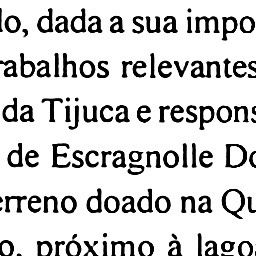 lo, dada a sua impo
rabalhos relevantes
da Tijuca e respons
de Escragnolle Do
erreno doado na Qu
o, próximo à lagoa